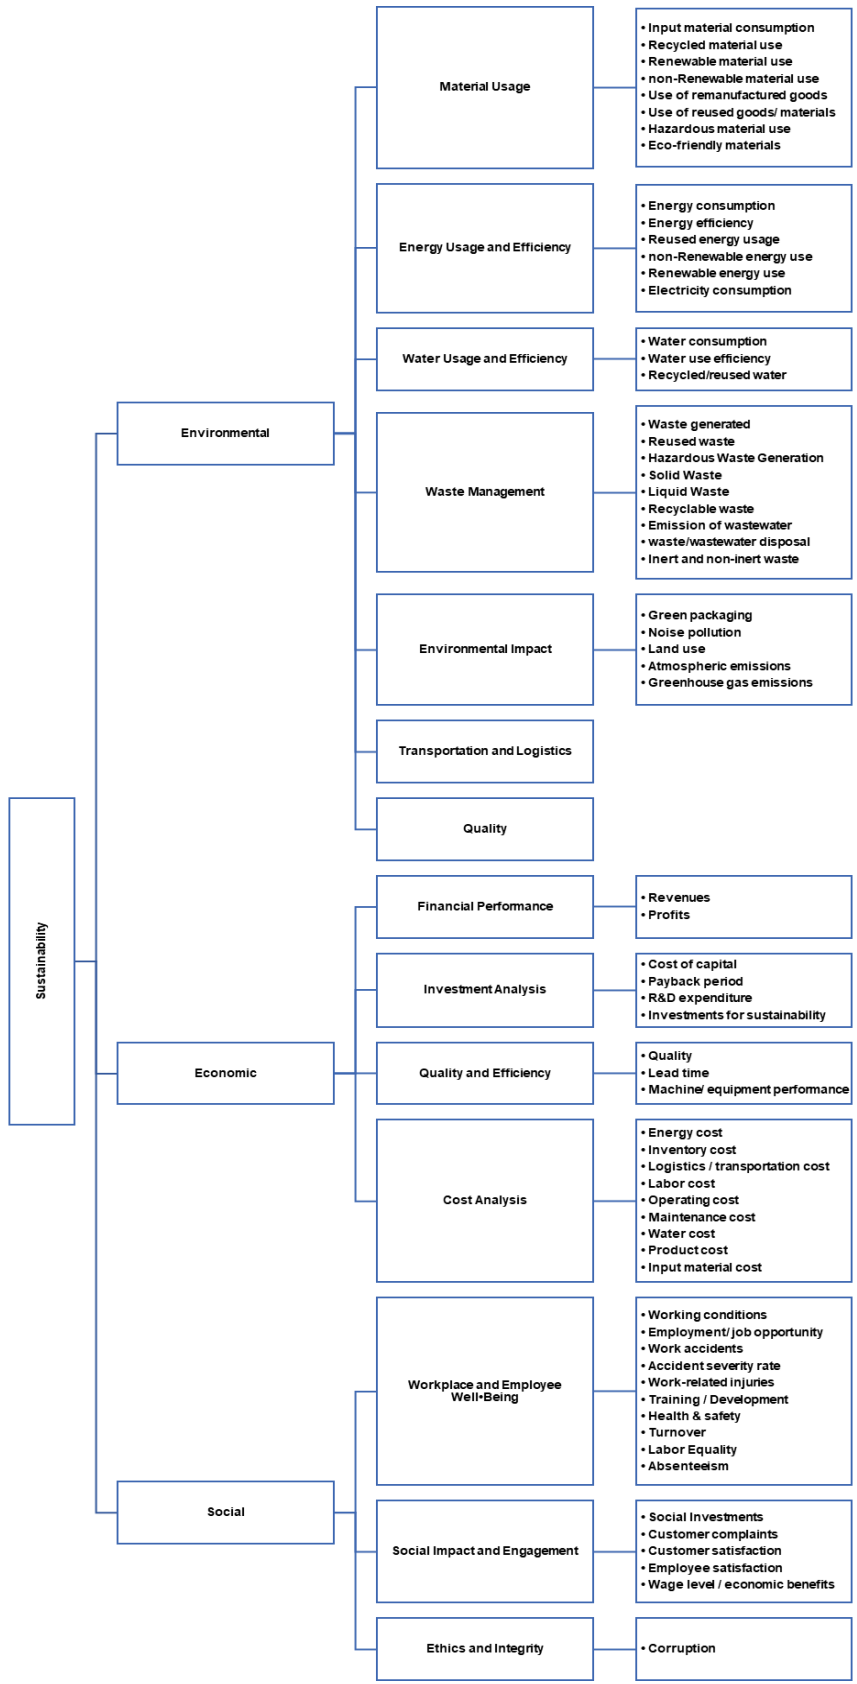 Sustainability
Environmental
Material Usage
• Input material consumption
• Recycled material use
• Renewable material use
• non-Renewable material use
• Use of remanufactured goods
• Use of reused goods/ materials
• Hazardous material use
• Eco-friendly materials
Energy Usage and Efficiency
• Energy consumption
• Energy efficiency
• Reused energy usage
• non-Renewable energy use
• Renewable energy use
• Electricity consumption
Water Usage and Efficiency
• Water consumption
• Water use efficiency
• Recycled/reused water
Waste Management
• Waste generated
• Reused waste
• Hazardous Waste Generation
• Solid Waste
• Liquid Waste
• Recyclable waste
• Emission of wastewater
• waste/wastewater disposal
• Inert and non-inert waste
Environmental Impact
• Green packaging
• Noise pollution
• Land use
• Atmospheric emissions
• Greenhouse gas emissions
Transportation and Logistics
Quality
Economic
Financial Performance
• Revenues
• Profits
Investment Analysis
• Cost of capital
• Payback period
• R&D expenditure
• Investments for sustainability
Quality and Efficiency
• Quality
• Lead time
• Machine/ equipment performance
Cost Analysis
• Energy cost
• Inventory cost
• Logistics / transportation cost
• Labor cost
• Operating cost
• Maintenance cost
• Water cost
• Product cost
• Input material cost
Social
Workplace and Employee
Well•Being
• Working conditions
• Employment/ job opportunity
• Work accidents
• Accident severity rate
• Work-related injuries
• Training / Development
• Health & safety
• Turnover
• Labor Equality
• Absenteeism
Social Impact and Engagement
• Social Investments
• Customer complaints
• Customer satisfaction
• Employee satisfaction
• Wage level / economic benefits
Ethics and Integrity
• Corruption